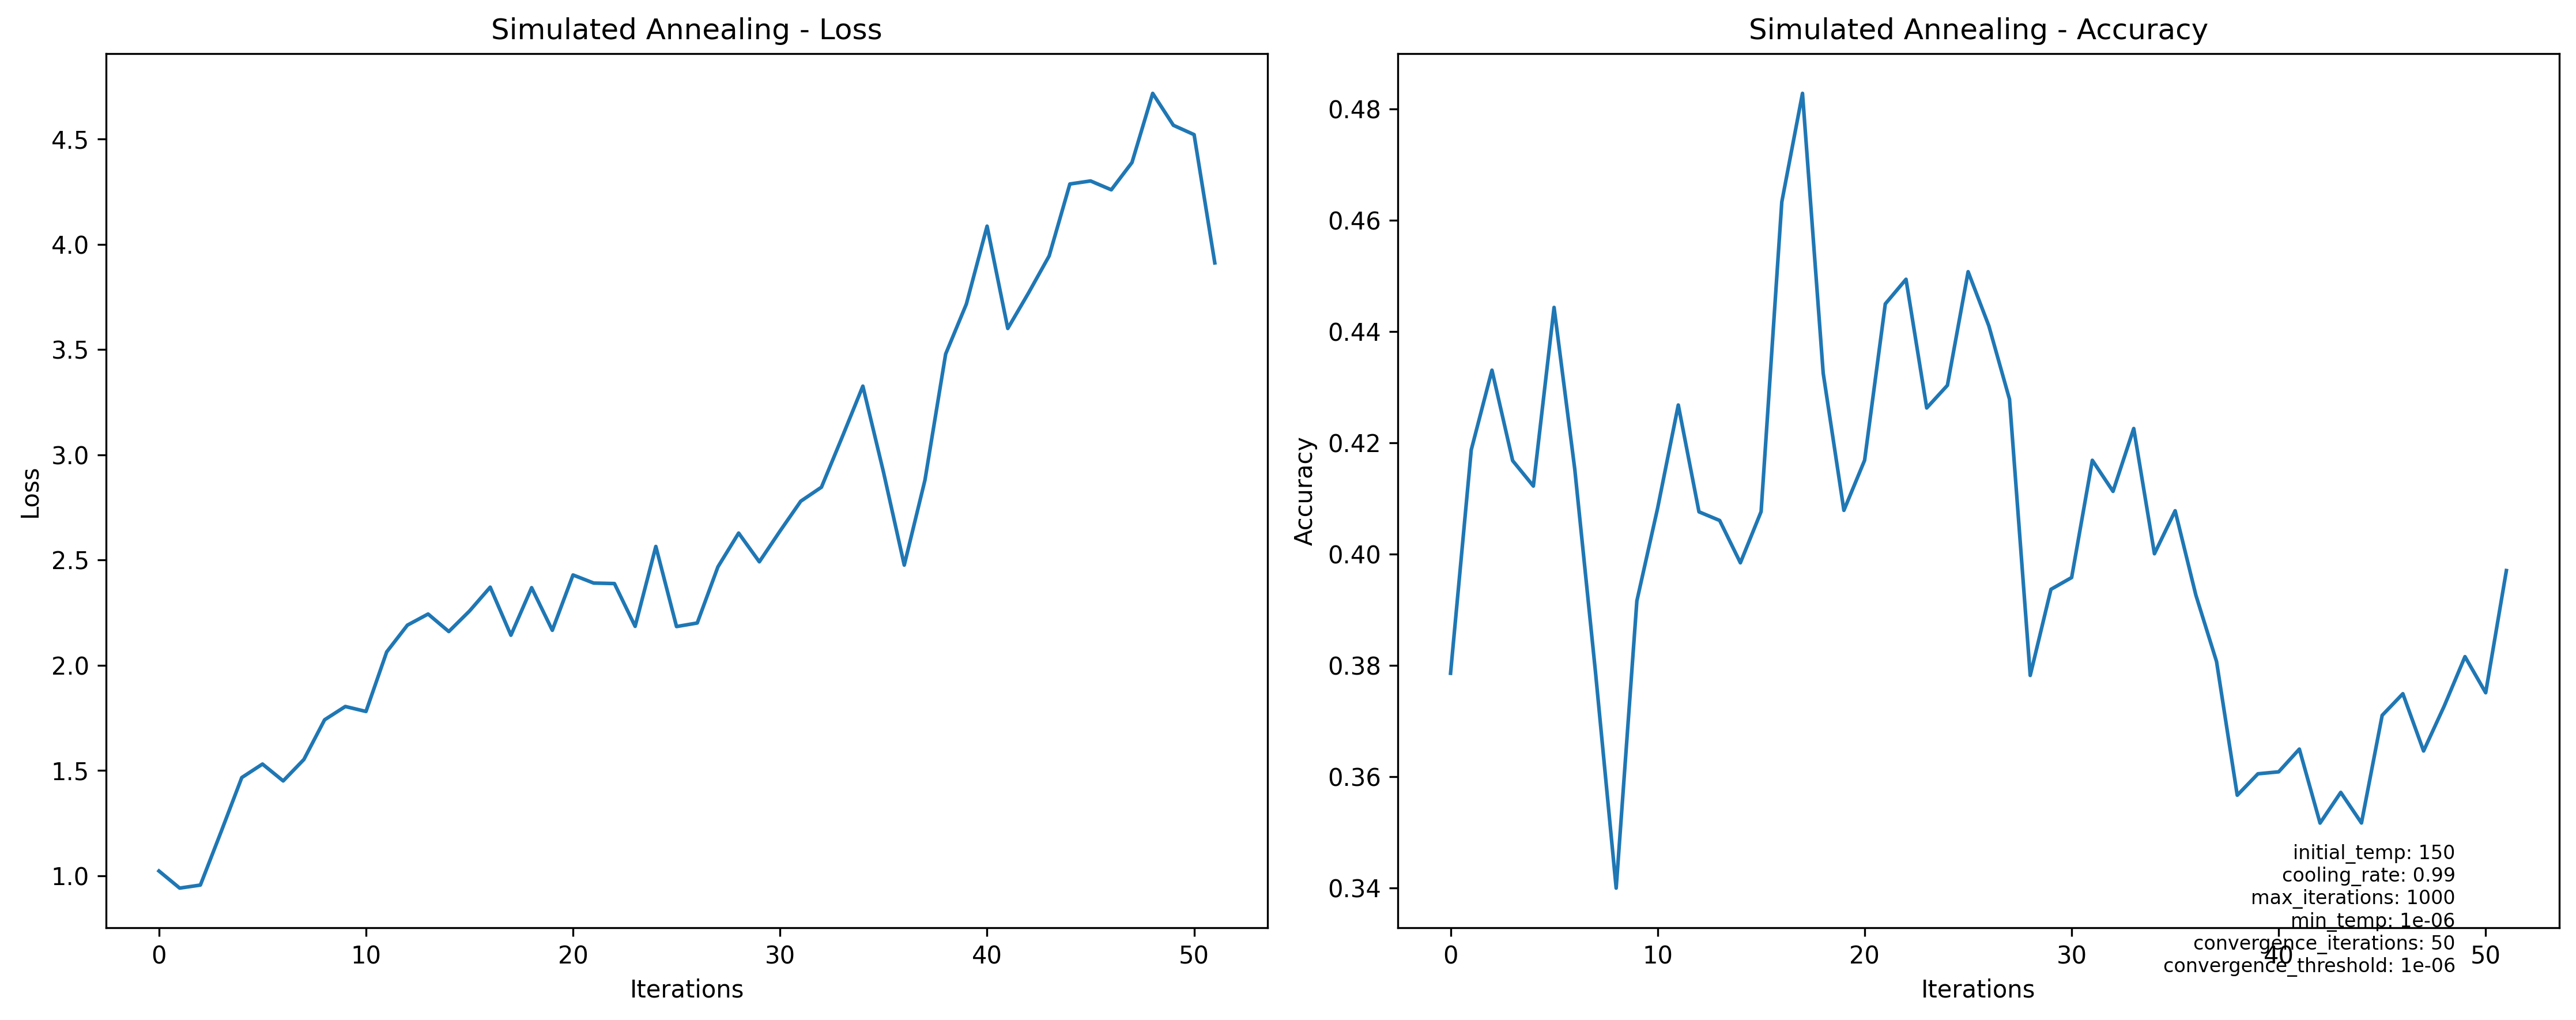 Simulated Annealing - Loss
4.5
4.0
3.5
3.0
2.5
2.0
1.5
1.0
Loss
0 10 20 30 40 50
Iterations
Simulated Annealing - Accuracy
0.48
0.46
0.44
0.42
0.40
0.38
0.36
0.34
Accuracy
initial_temp: 150
cooling_rate: 0.99
max_iterations: 1000
min_temp: 1e-06
convergence_iterations: 50
convergence_threshold: 1e-06
0 10 20 30 40 50
Iterations